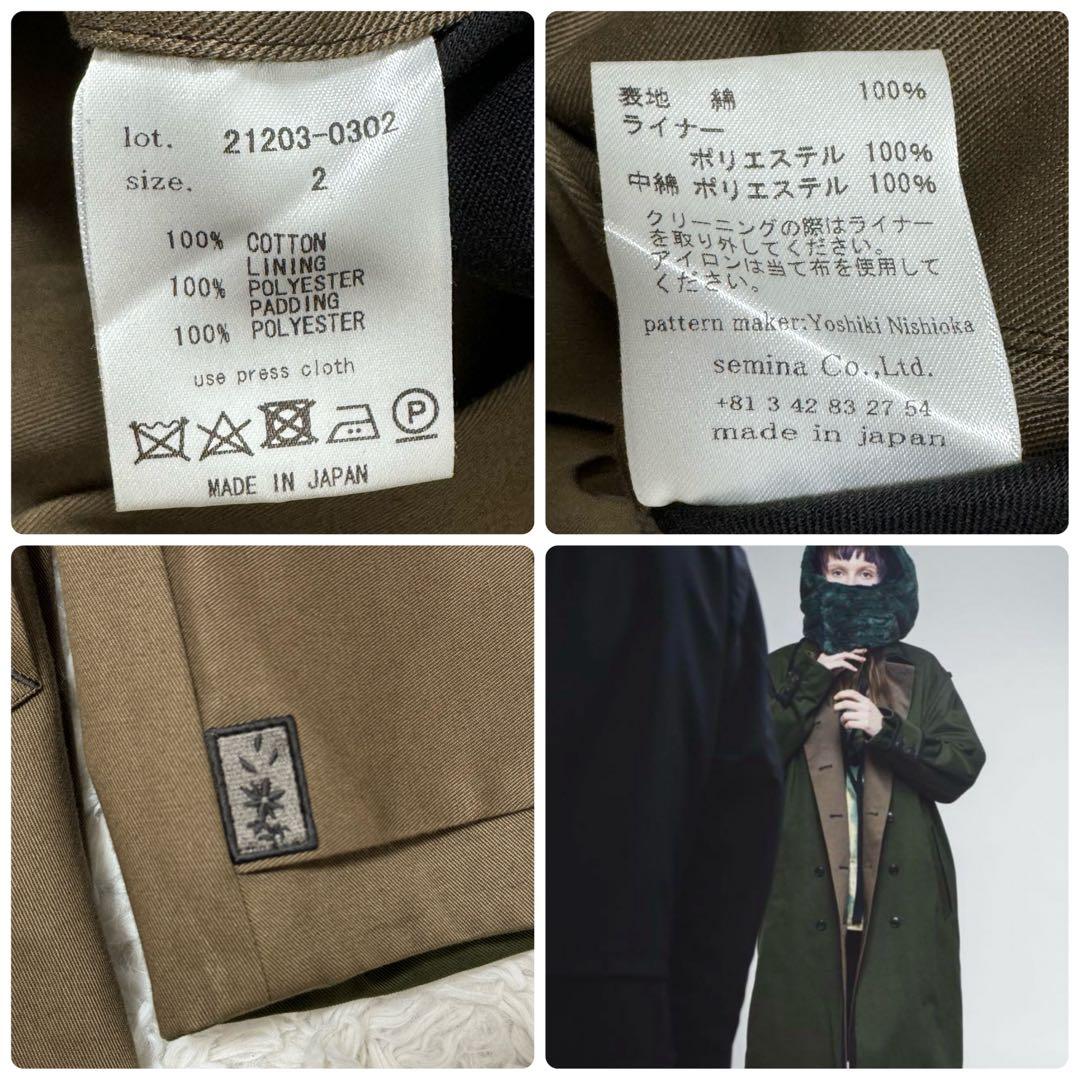 lot. 21203-0302
size. 2
100% COTTON
LINING
100% POLYESTER
PADDING
100% POLYESTER
use press cloth
P
MADE IN JAPAN
表地 綿 100%
ライナー
ポリエステル 100%
中綿 ポリエステル 100%
クリーニングの際はライナー
を取り外してください。
アイロンは当て布を使用して
ください。
pattern maker:Yoshiki Nishioka
semina Co.,Ltd.
+81 3 42 83 27 54
made in japan